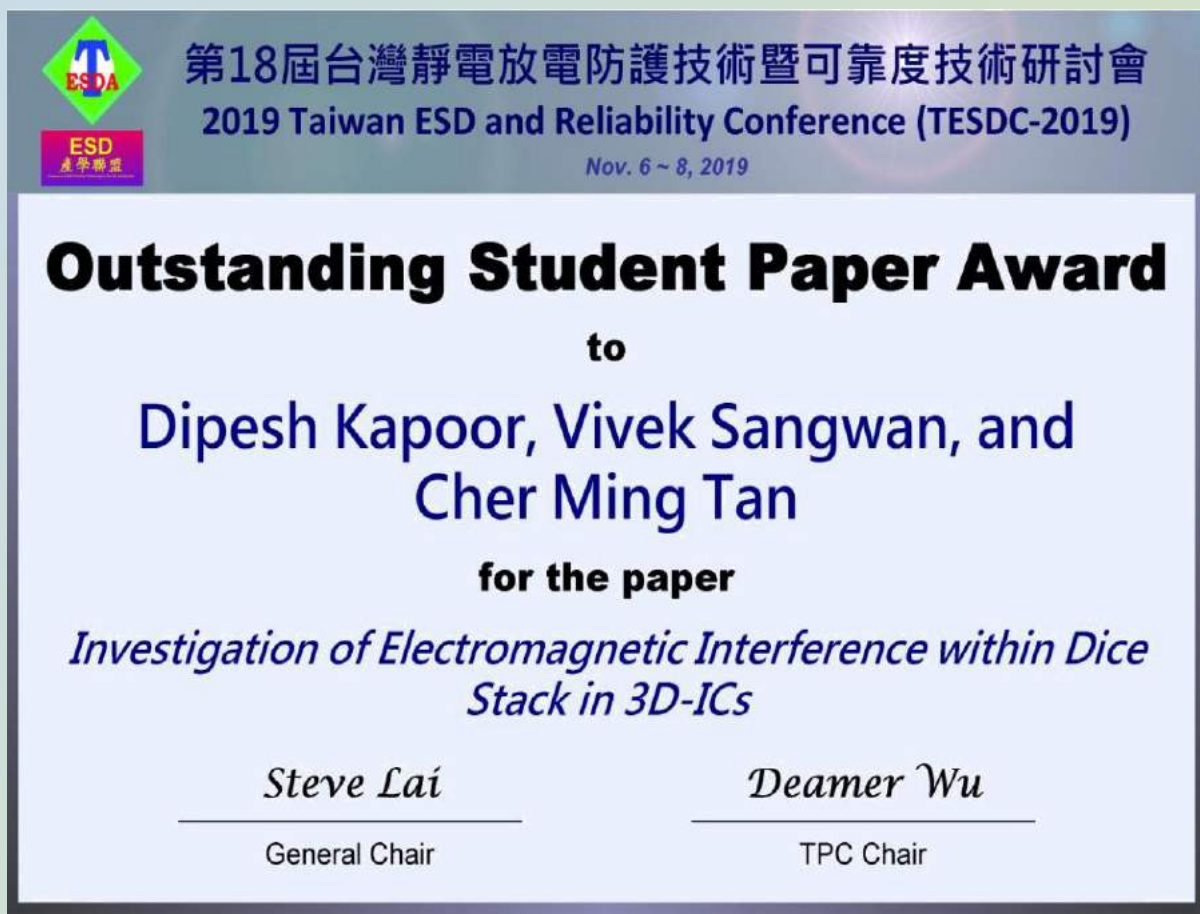 T
ESDA
第18屆台灣靜電放電防護技術暨可靠度技術研討會
2019 Taiwan ESD and Reliability Conference (TESDC-2019)
ESD
產學聯盟
Nov. 6 ~ 8, 2019
Outstanding Student Paper Award
to
Dipesh Kapoor, Vivek Sangwan, and
Cher Ming Tan
for the paper
Investigation of Electromagnetic Interference within Dice
Stack in 3D-ICs
Steve Lai
Deamer Wu
General Chair
TPC Chair